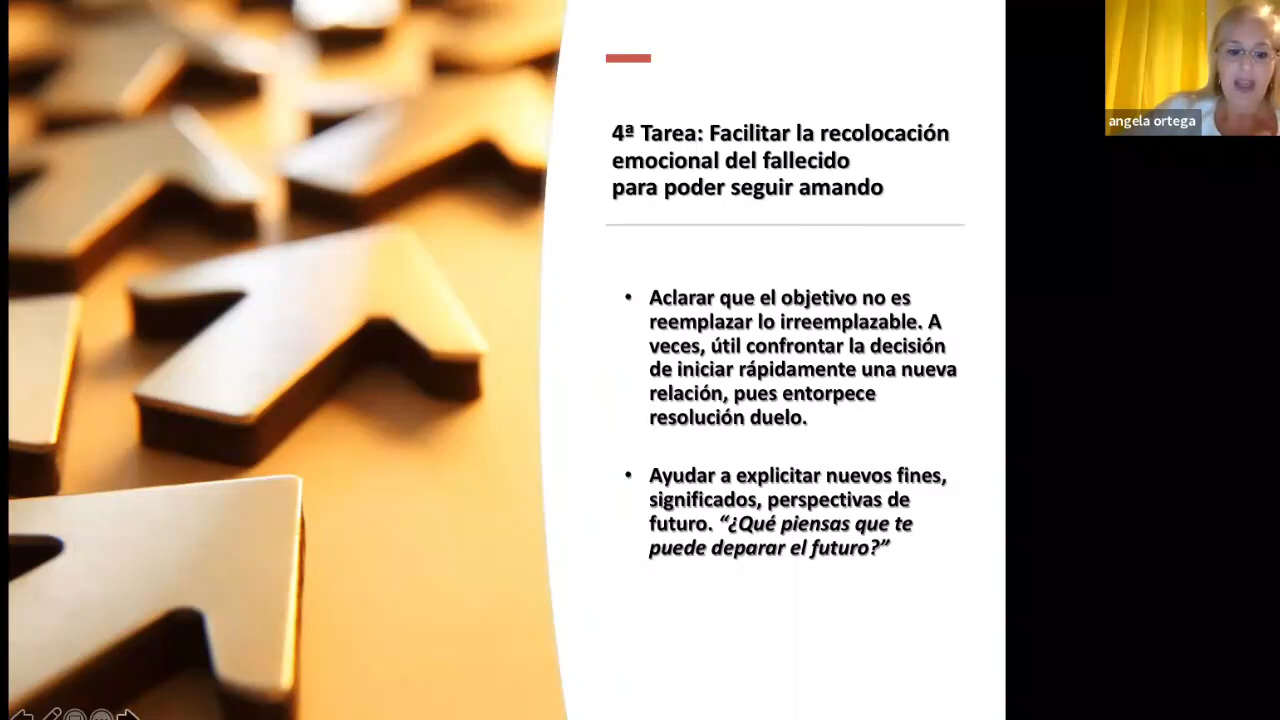 4ª Tarea: Facilitar la recolocación
emocional del fallecido
para poder seguir amando
• Aclarar que el objetivo no es
reemplazar lo irreemplazable. A
veces, útil confrontar la decisión
de iniciar rápidamente una nueva
relación, pues entorpece
resolución duelo.
• Ayudar a explicitar nuevos fines,
significados, perspectivas de
futuro. “¿Qué piensas que te
puede deparar el futuro?”
angela ortega